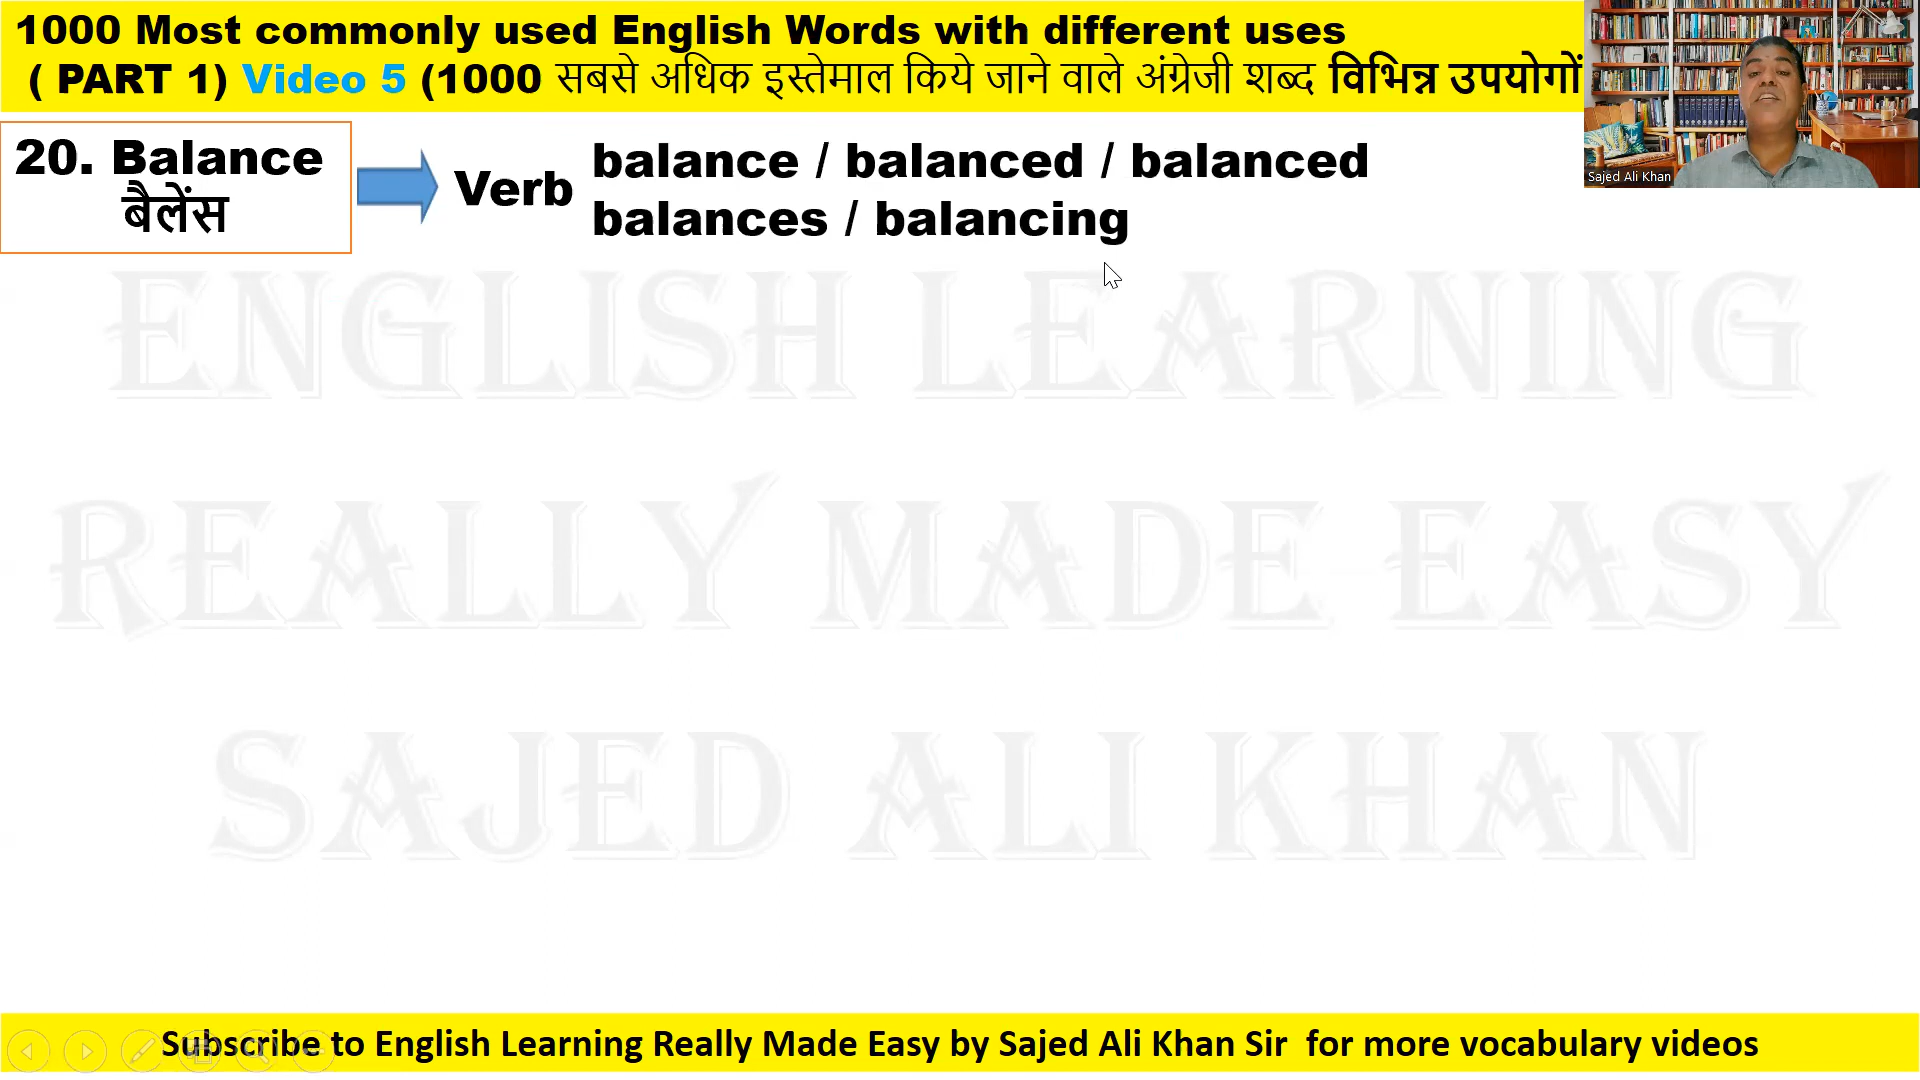 1000 Most commonly used English Words with different uses
( PART 1) Video 5 (1000 सबसे अधिक इस्तेमाल किये जाने वाले अंग्रेजी शब्द विभिन्न उपयोगों
Sajed Ali Khan
20. Balance
बैलेंस
Verb
balance / balanced / balanced
balances / balancing
ENGLISH LEARNING
REALLY MADE EASY
SAJED ALI KHAN
Subscribe to English Learning Really Made Easy by Sajed Ali Khan Sir for more vocabulary videos